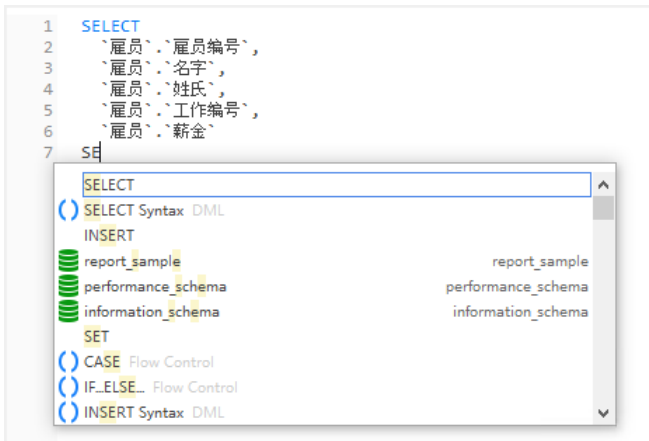 1 SELECT
2 `雇员`.`雇员编号`,
3 `雇员`.`名字`,
4 `雇员`.`姓氏`,
5 `雇员`.`工作编号`,
6 `雇员`.`薪金`
7 SE
SELECT
SELECT Syntax DML
INSERT
report_sample report_sample
performance_schema performance_schema
information_schema information_schema
SET
CASE Flow Control
IF...ELSE... Flow Control
INSERT Syntax DML